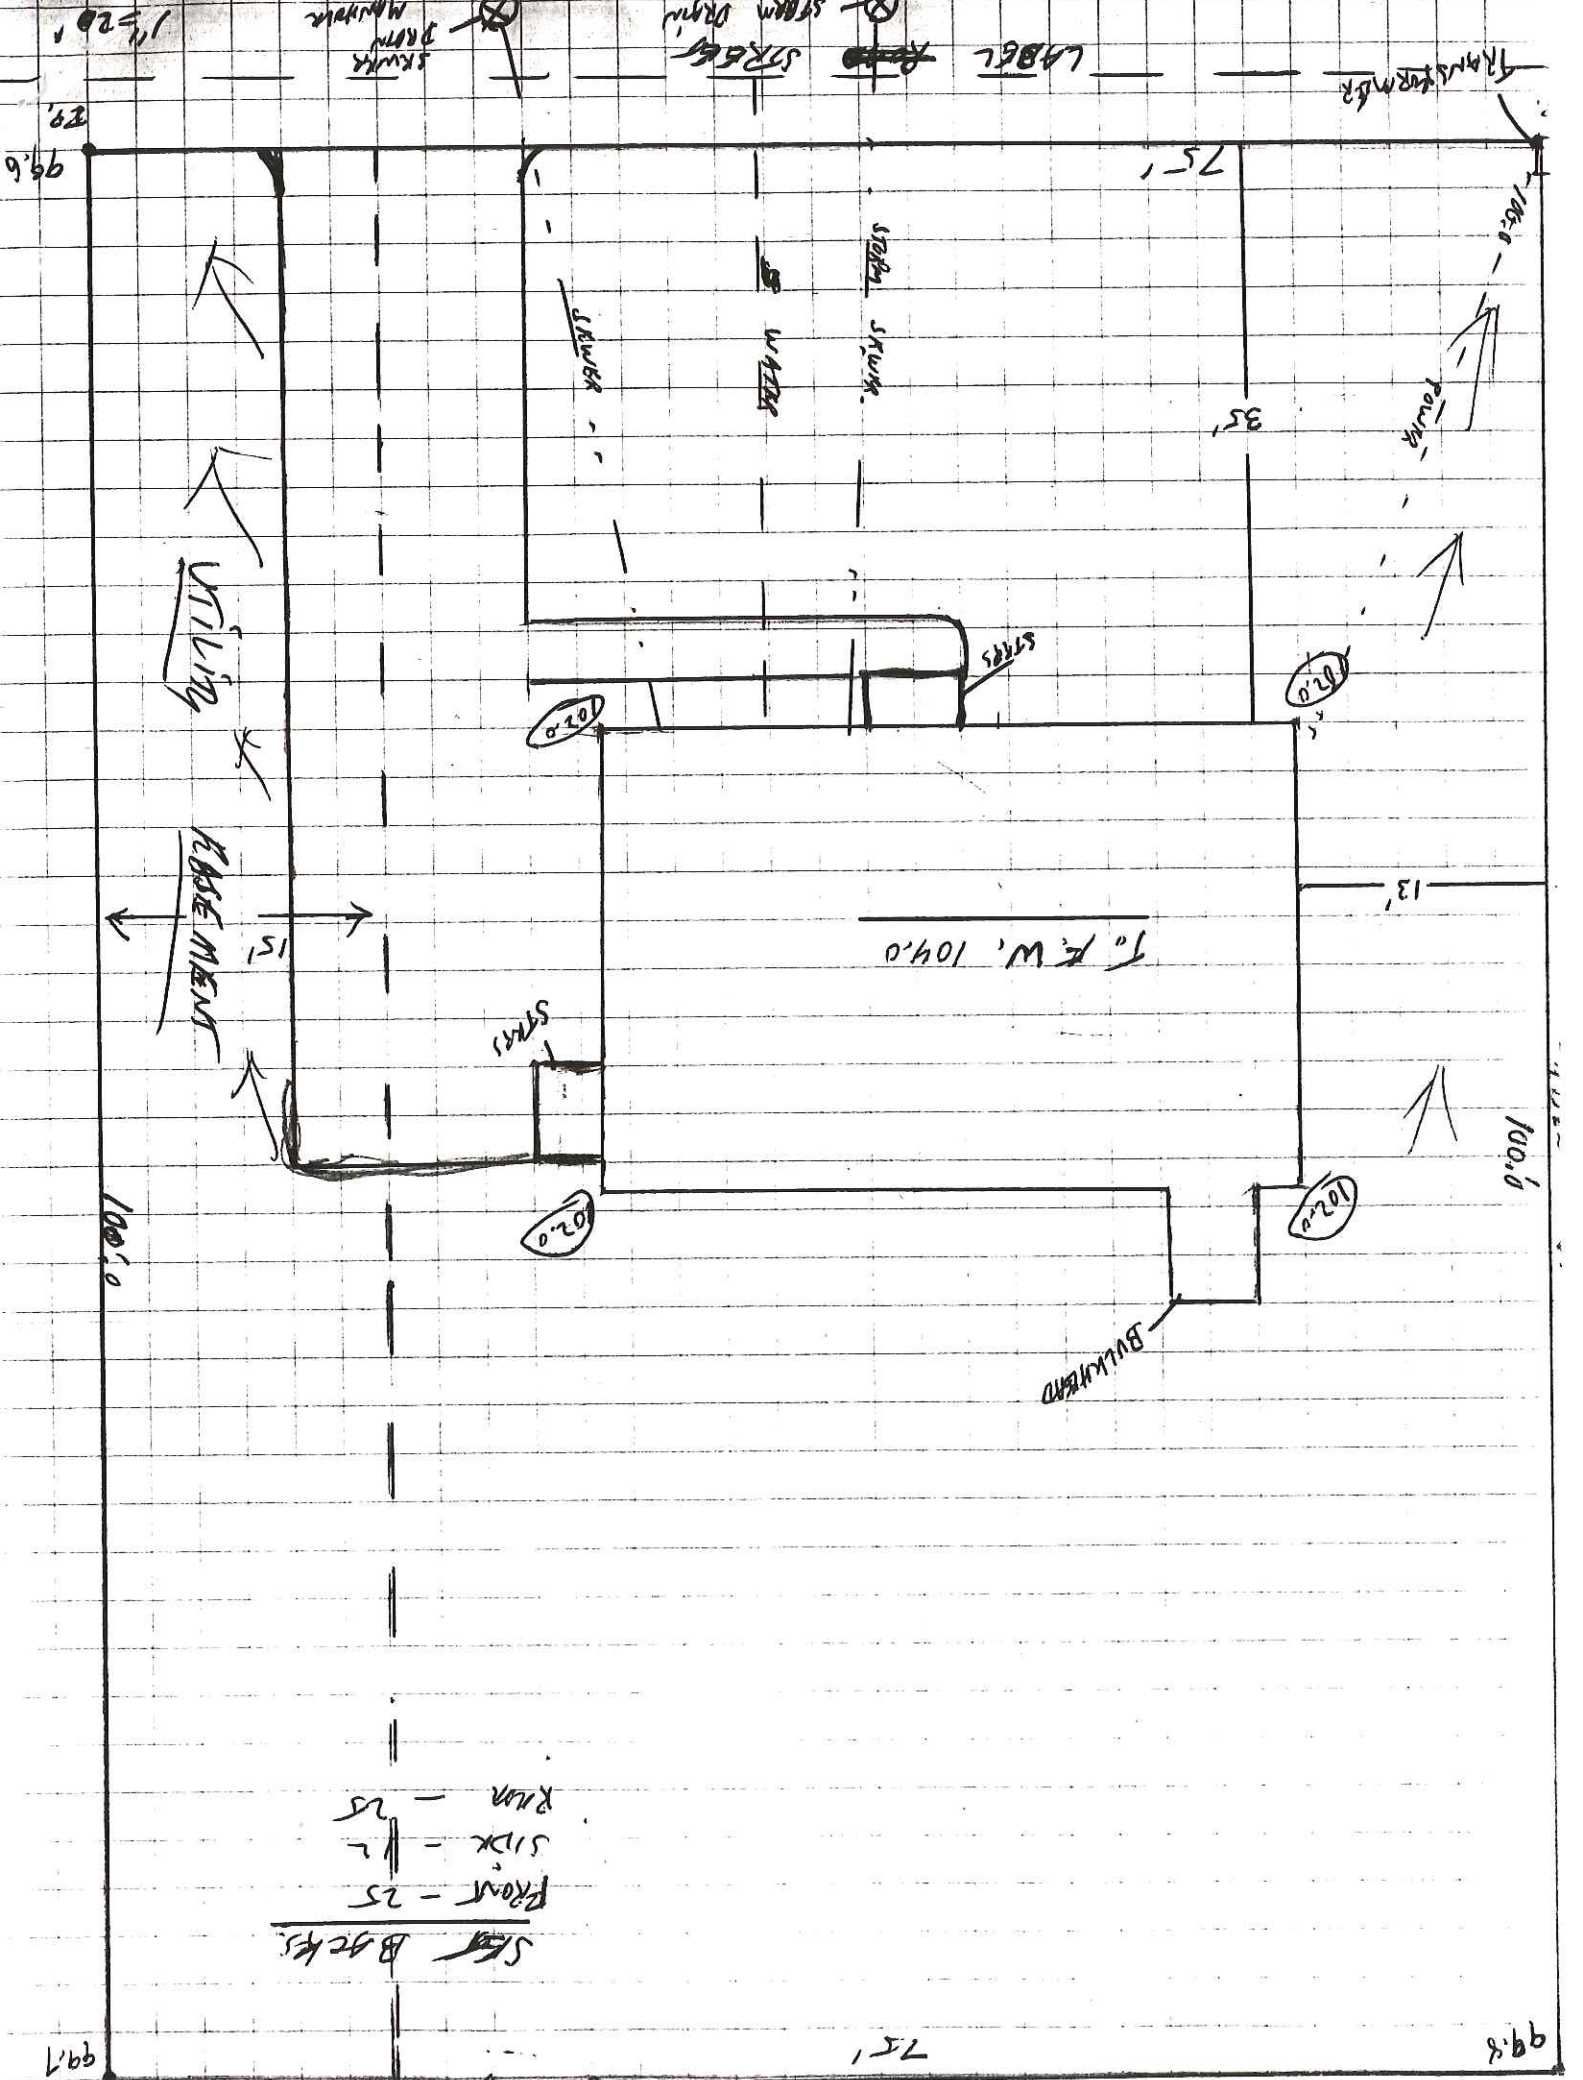 99.8
75'
99.7
SET BACKS
FRONT - 25
SIDE - 12
REAR - 25
BULKHEAD
102.0
102.0
100.0
100.0
STEPS
T.F.W. 104.0
13'
15'
UTILITY EASEMENT
102.0
102.0
STEPS
35'
POWER
SEWER
WATER
STORM SEWER
100.0
75'
99.6
I.P.
TRANSFORMER
LABEL STREET
STORM DRAIN
SEWER DRAIN MANHOLE
1"=20'